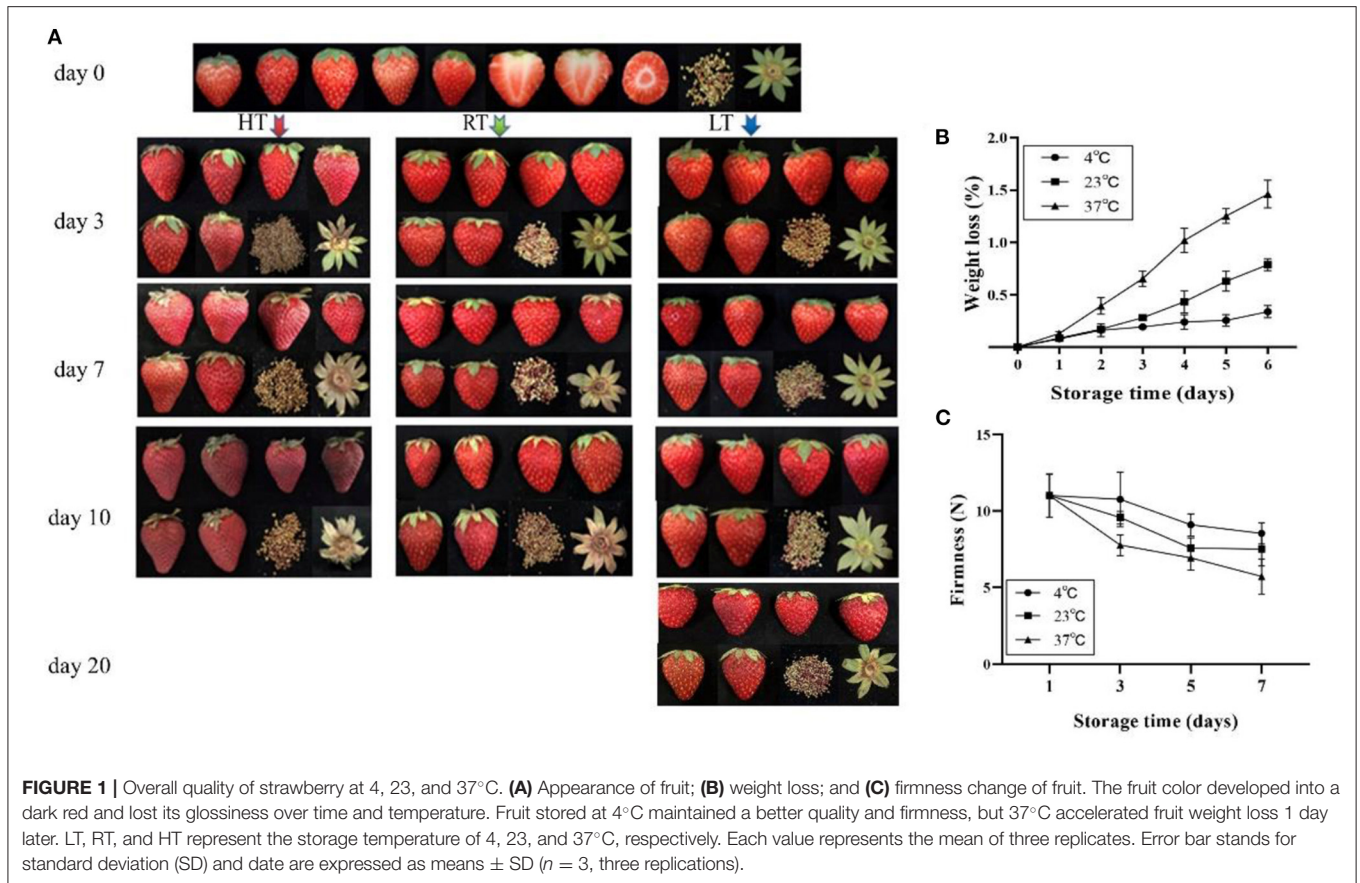 A
day 0
HT
RT
LT
day 3
day 7
day 10
day 20
B
2.0
1.5
1.0
0.5
Weight loss (%)
4°C
23°C
37°C
0 1 2 3 4 5 6
Storage time (days)
C
15
10
5
0
Firmness (N)
4°C
23°C
37°C
1 3 5 7
Storage time (days)
FIGURE 1 | Overall quality of strawberry at 4, 23, and 37°C. (A) Appearance of fruit; (B) weight loss; and (C) firmness change of fruit. The fruit color developed into a
dark red and lost its glossiness over time and temperature. Fruit stored at 4°C maintained a better quality and firmness, but 37°C accelerated fruit weight loss 1 day
later. LT, RT, and HT represent the storage temperature of 4, 23, and 37°C, respectively. Each value represents the mean of three replicates. Error bar stands for
standard deviation (SD) and date are expressed as means ± SD (n = 3, three replications).